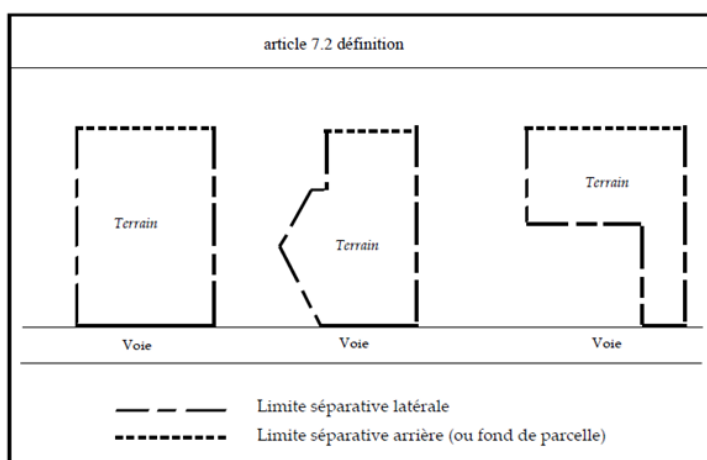 article 7.2 définition
Terrain
Terrain
Terrain
Voie
Voie
Voie
Limite séparative latérale
Limite séparative arrière (ou fond de parcelle)